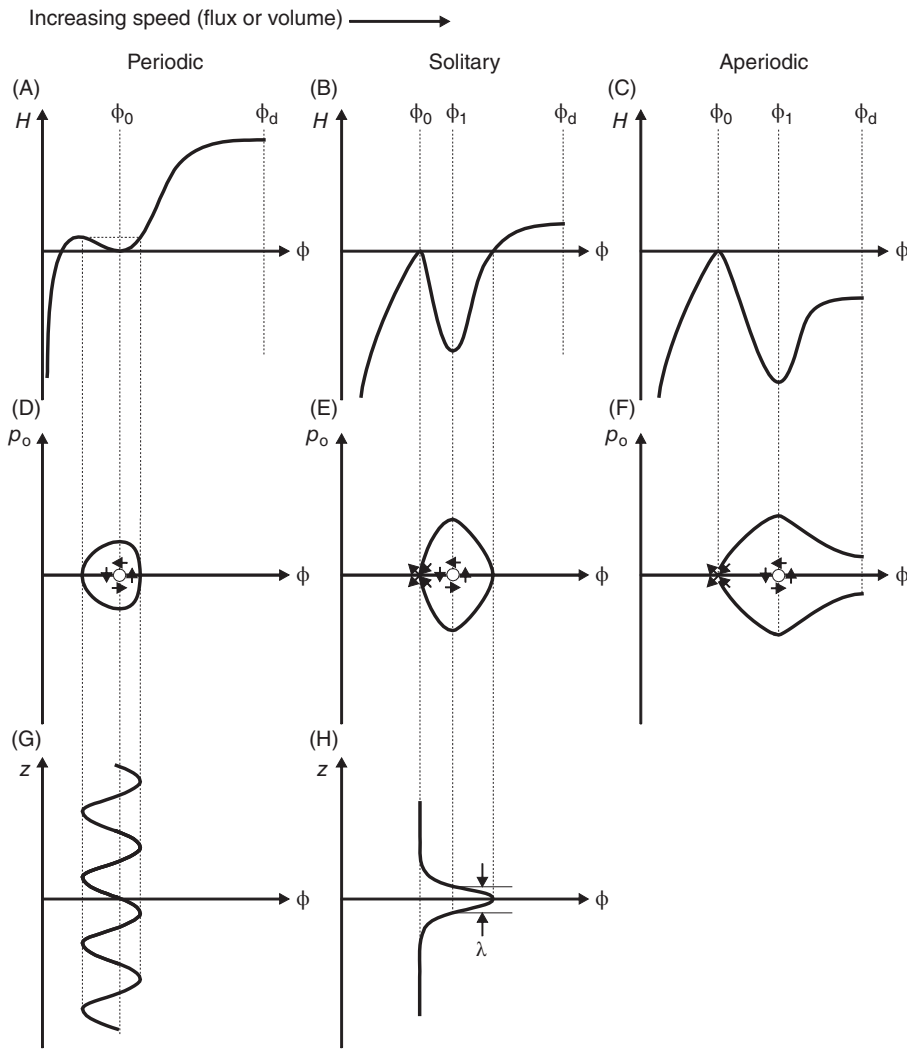 Increasing speed (flux or volume)
Periodic
Solitary
Aperiodic
(A)
H
ϕ0
ϕd
ϕ
(B)
H
ϕ0
ϕ1
ϕd
ϕ
(C)
H
ϕ0
ϕ1
ϕd
ϕ
(D)
po
ϕ
(E)
po
ϕ
(F)
po
ϕ
(G)
z
ϕ
(H)
z
ϕ
λ